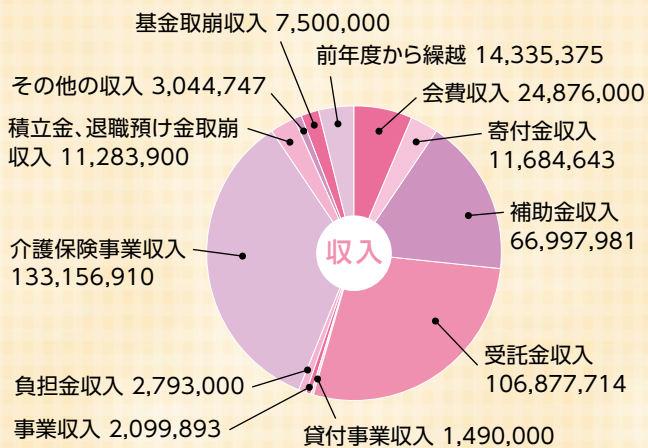 基金取崩収入 7,500,000
前年度から繰越 14,335,375
その他の収入 3,044,747
会費収入 24,876,000
積立金、退職預け金取崩
収入 11,283,900
寄付金収入
11,684,643
補助金収入
66,997,981
介護保険事業収入
133,156,910
収入
受託金収入
106,877,714
負担金収入 2,793,000
事業収入 2,099,893
貸付事業収入 1,490,000